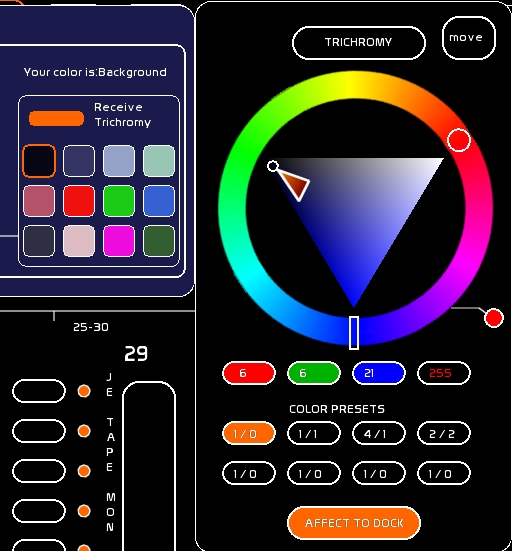 TRICHROMY
move
Your color is:Background
Receive
Trichromy
25-30
29
JE TAPE MON
6
6
21
255
COLOR PRESETS
1/0
1/1
4/1
2/2
1/0
1/0
1/0
1/0
AFFECT TO DOCK